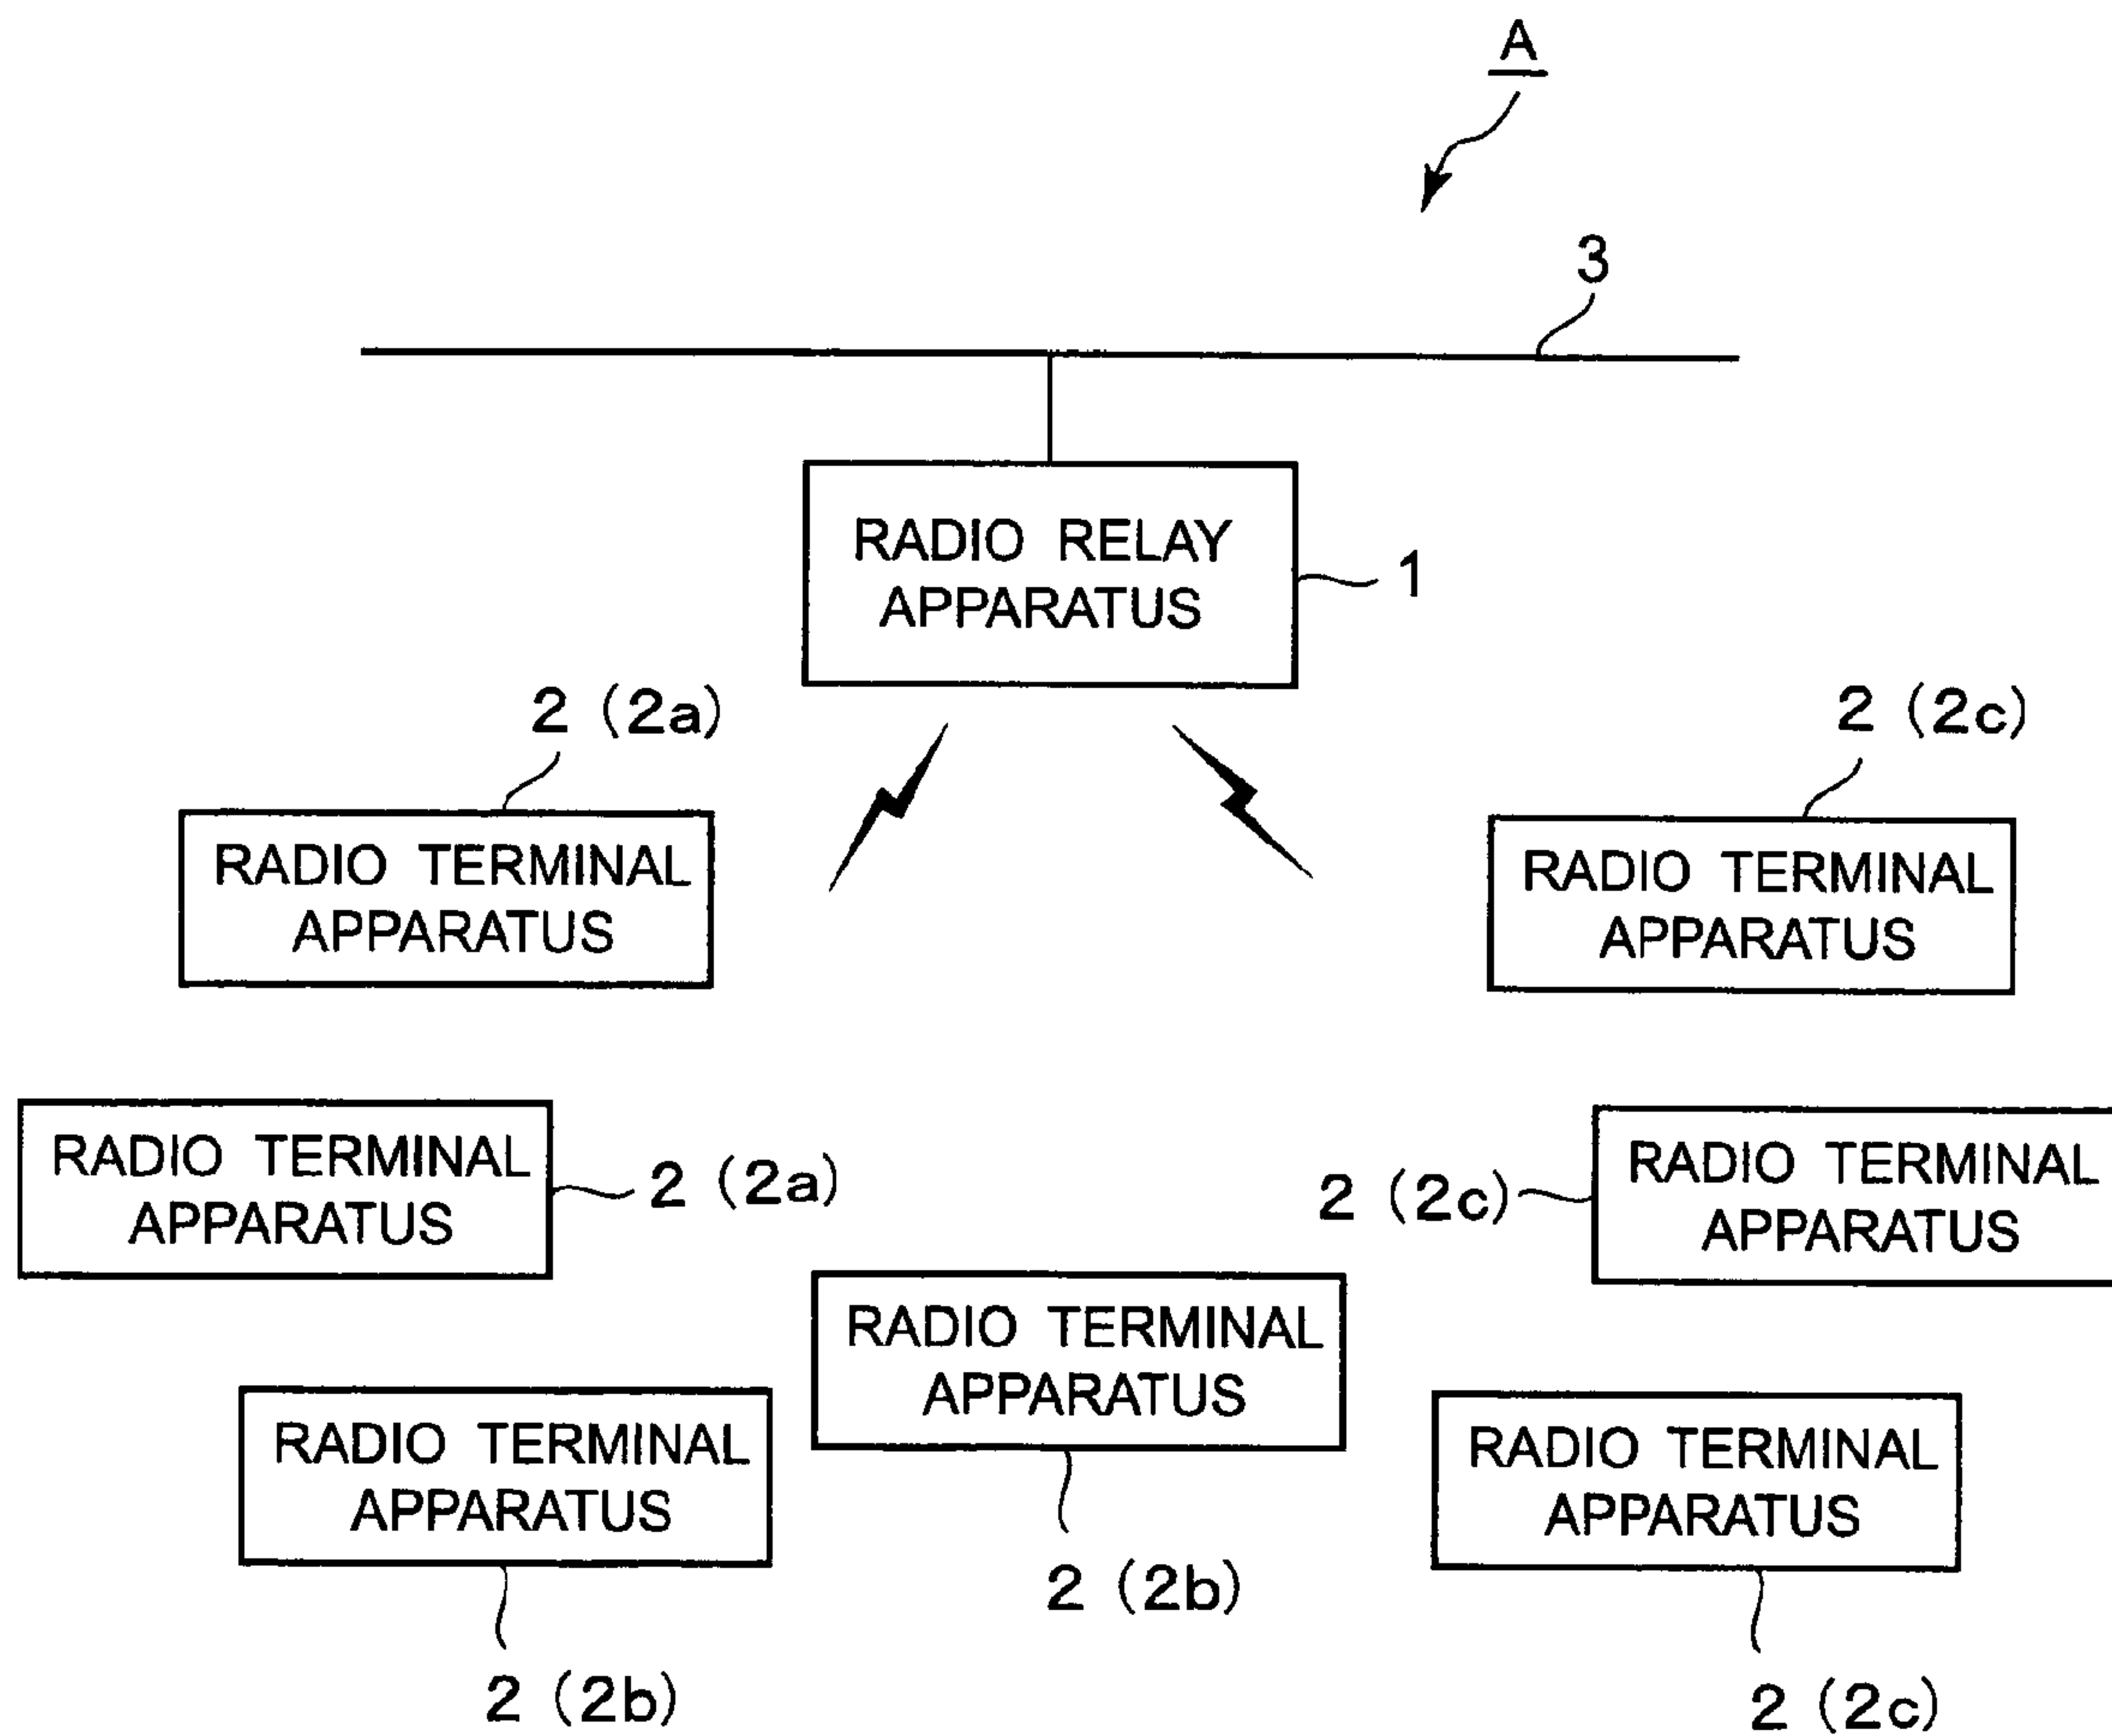 A
3
RADIO RELAY
APPARATUS
1
2 (2a)
2 (2c)
RADIO TERMINAL
APPARATUS
RADIO TERMINAL
APPARATUS
RADIO TERMINAL
APPARATUS
2 (2a)
2 (2c)
RADIO TERMINAL
APPARATUS
RADIO TERMINAL
APPARATUS
RADIO TERMINAL
APPARATUS
RADIO TERMINAL
APPARATUS
2 (2b)
2 (2b)
2 (2c)